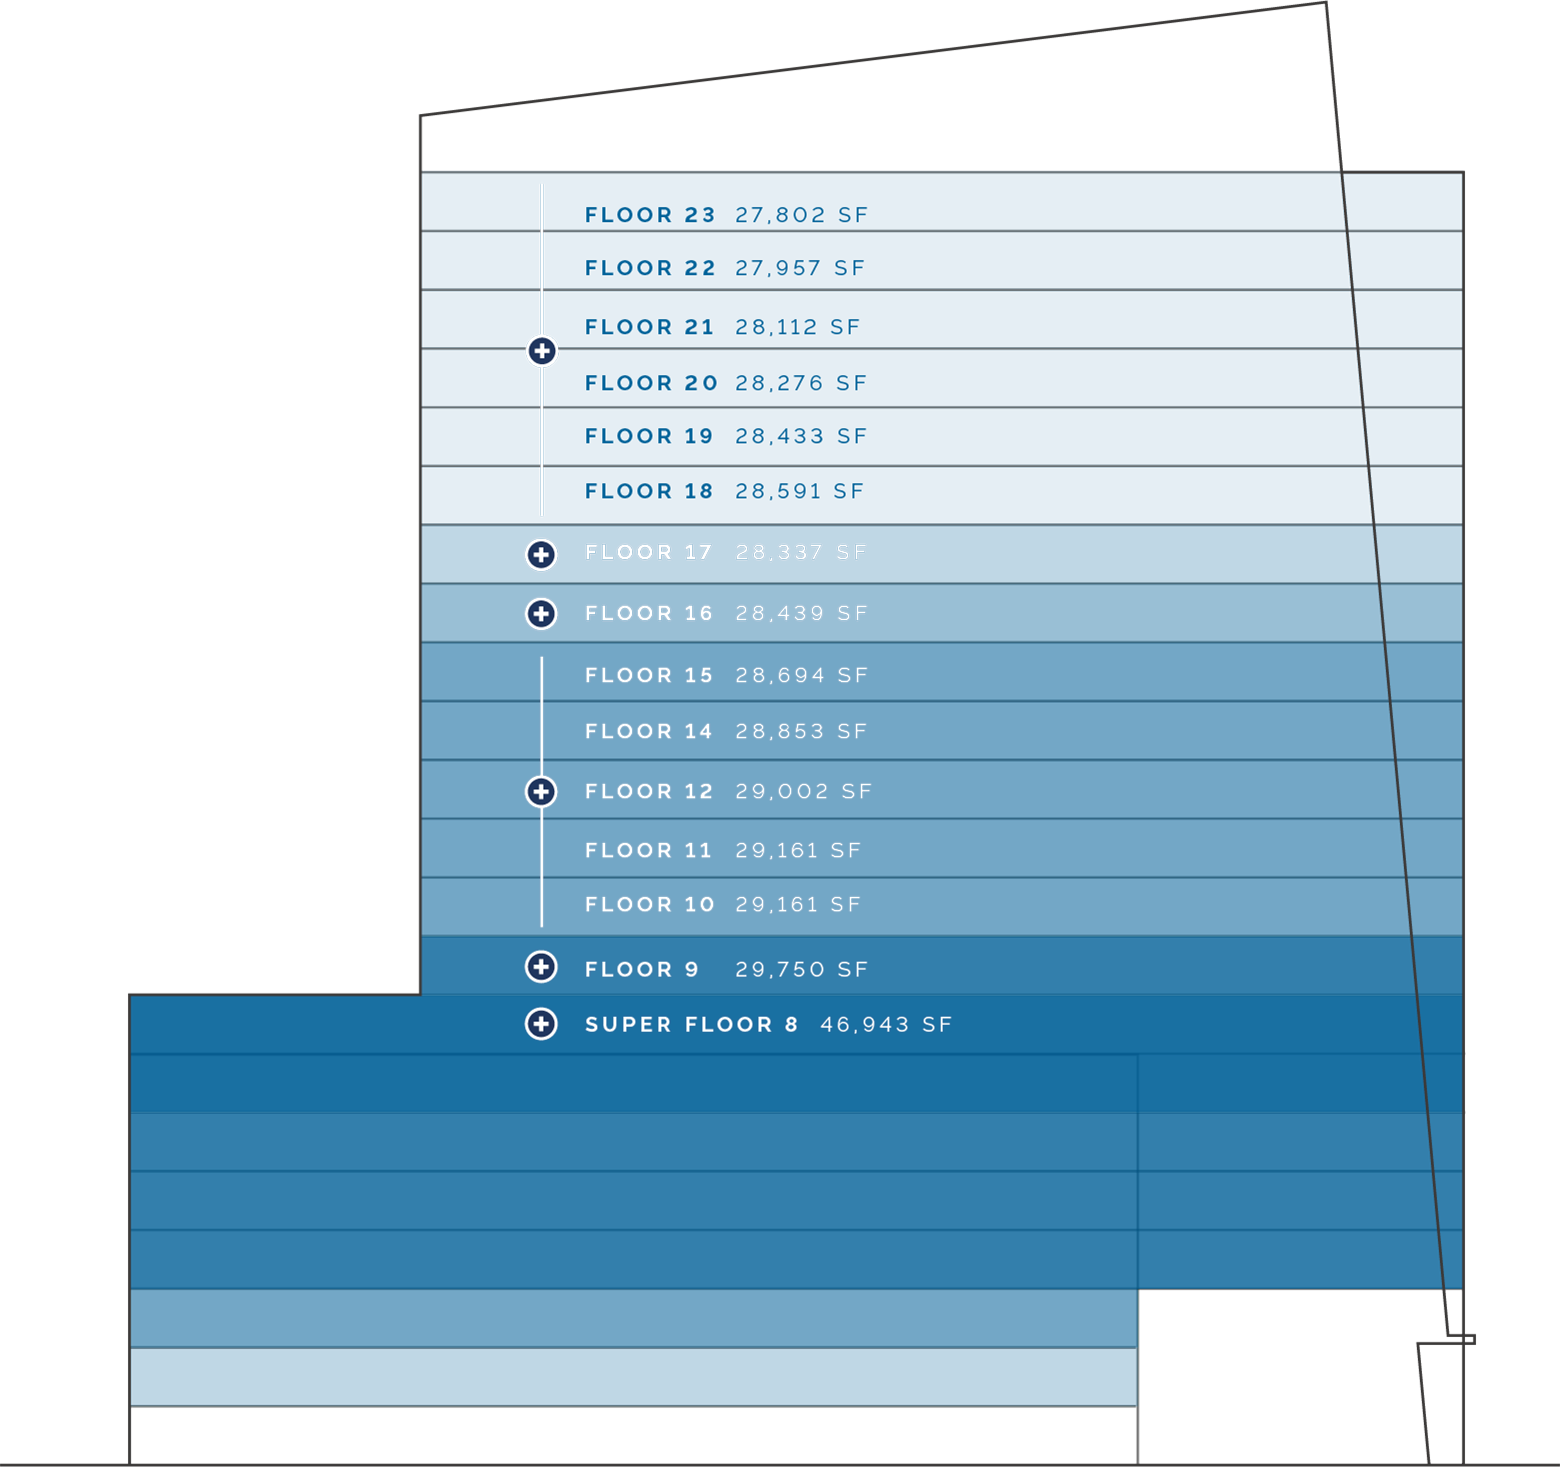 FLOOR 23 27,802 SF
FLOOR 22 27,957 SF
FLOOR 21 28,112 SF
FLOOR 20 28,276 SF
FLOOR 19 28,433 SF
FLOOR 18 28,591 SF
FLOOR 17 28,337 SF
FLOOR 16 28,439 SF
FLOOR 15 28,694 SF
FLOOR 14 28,853 SF
FLOOR 12 29,002 SF
FLOOR 11 29,161 SF
FLOOR 10 29,161 SF
FLOOR 9 29,750 SF
SUPER FLOOR 8 46,943 SF